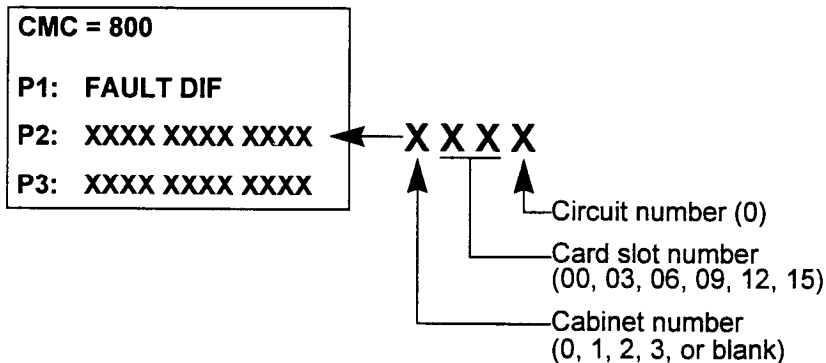 CMC = 800
P1: FAULT DIF
P2: XXXX XXXX XXXX
P3: XXXX XXXX XXXX
X X X X
Circuit number (0)
Card slot number
(00, 03, 06, 09, 12, 15)
Cabinet number
(0, 1, 2, 3, or blank)